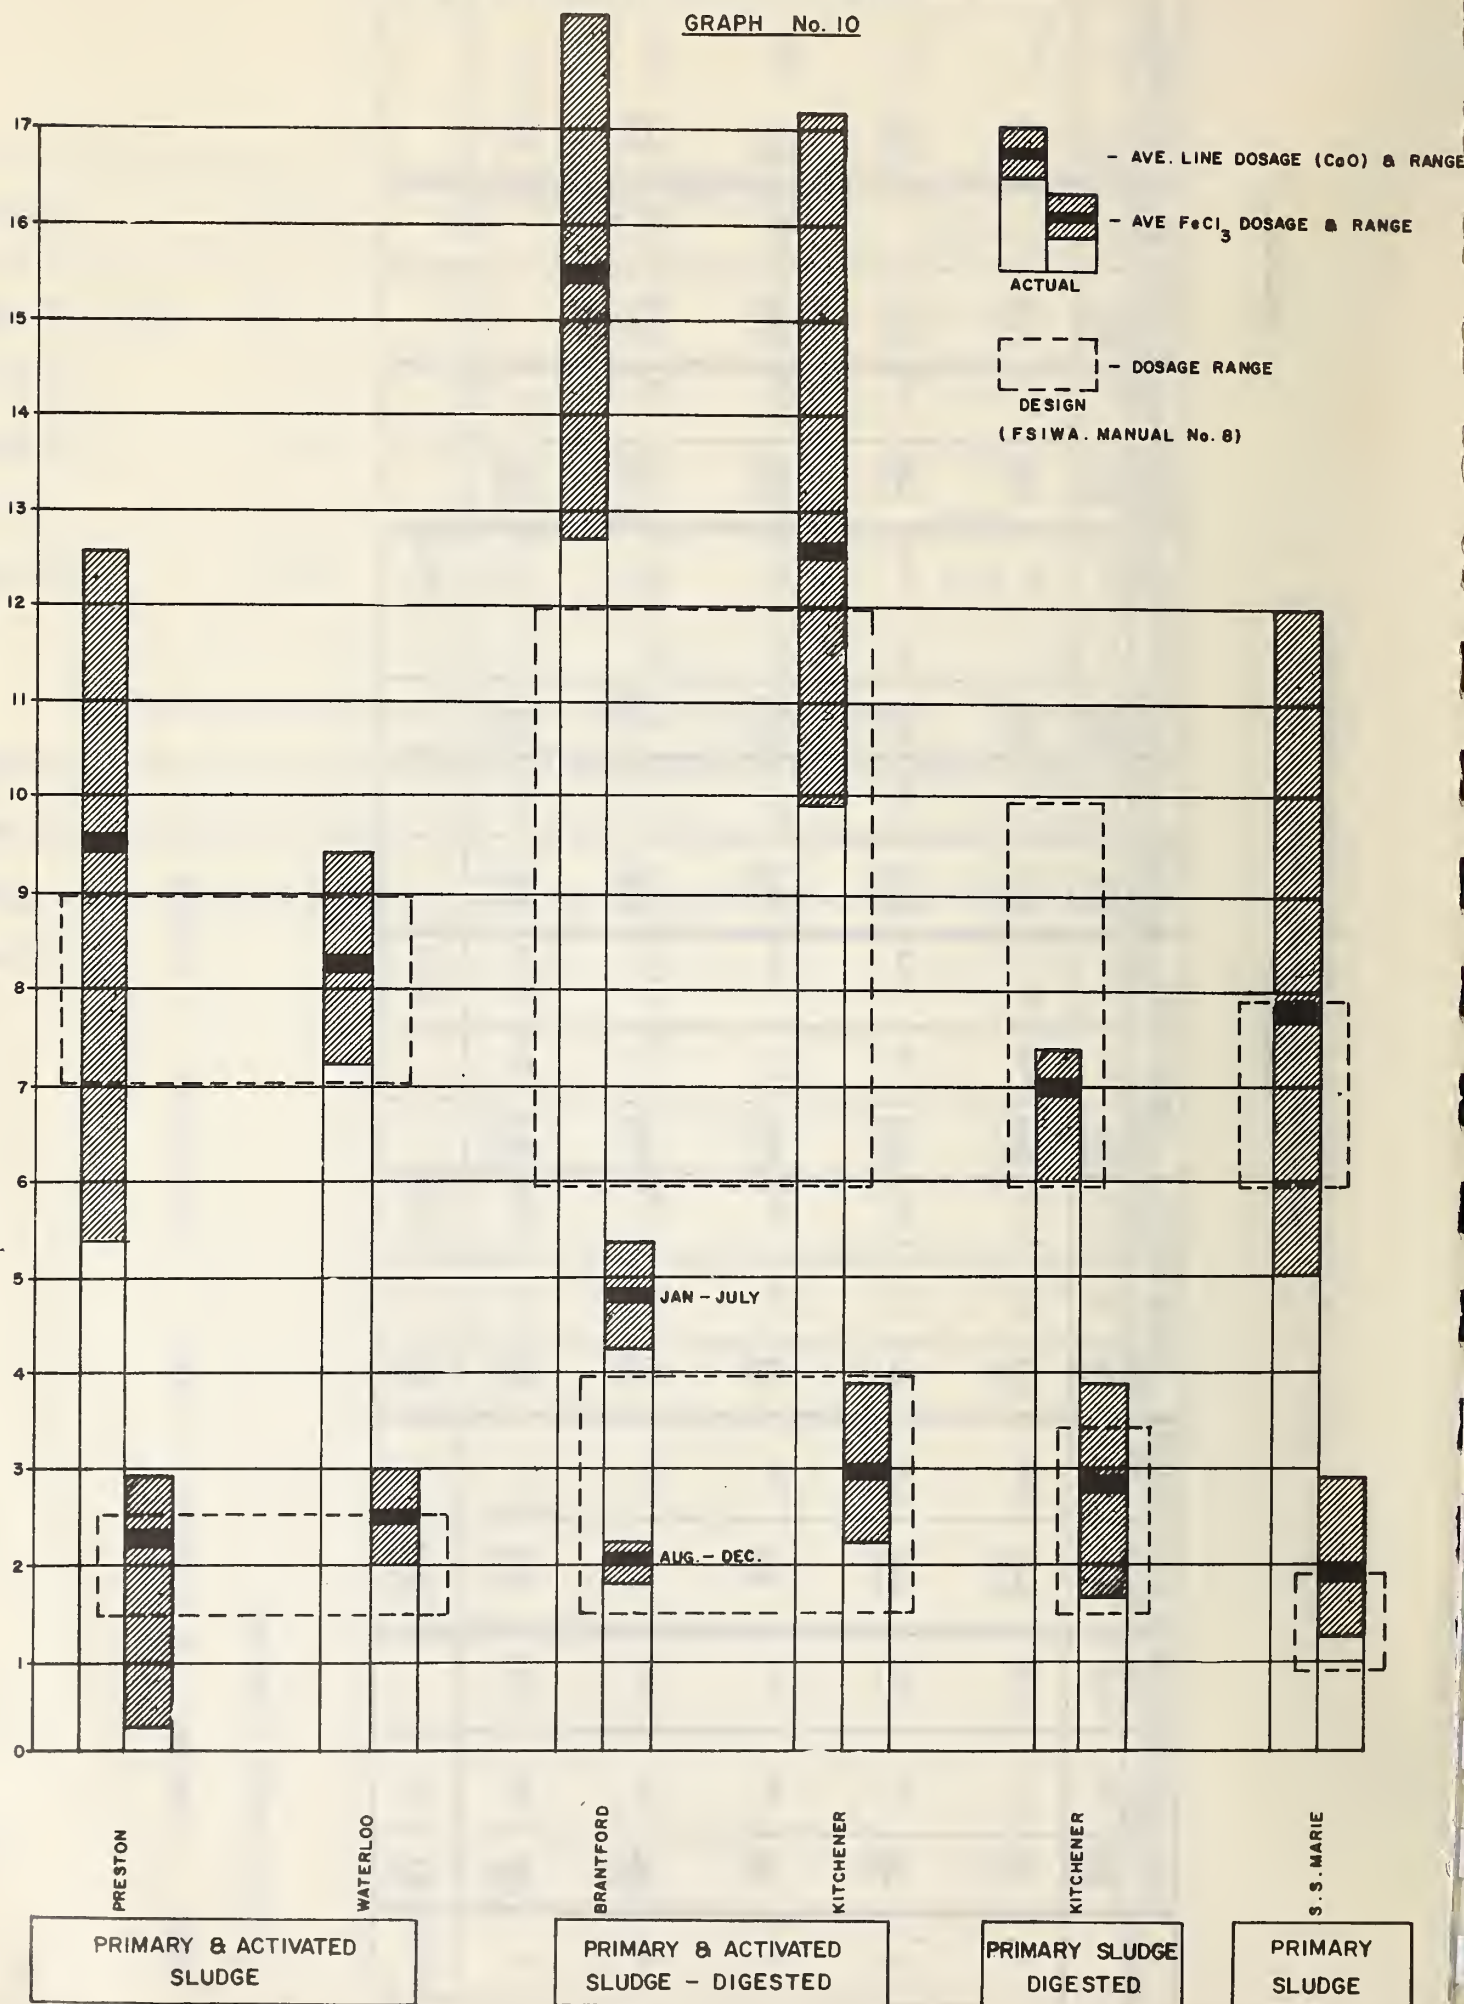 GRAPH No. 10
17
16
15
14
13
12
11
10
9
8
7
6
5
4
3
2
1
0
- AVE. LINE DOSAGE (CaO) & RANGE
- AVE FeCl3 DOSAGE & RANGE
ACTUAL
- DOSAGE RANGE
DESIGN
(FSIWA. MANUAL No. 8)
JAN - JULY
AUG. - DEC.
PRESTON
WATERLOO
BRANTFORD
KITCHENER
KITCHENER
S.S. MARIE
PRIMARY & ACTIVATED
SLUDGE
PRIMARY & ACTIVATED
SLUDGE - DIGESTED
PRIMARY SLUDGE
DIGESTED
PRIMARY
SLUDGE